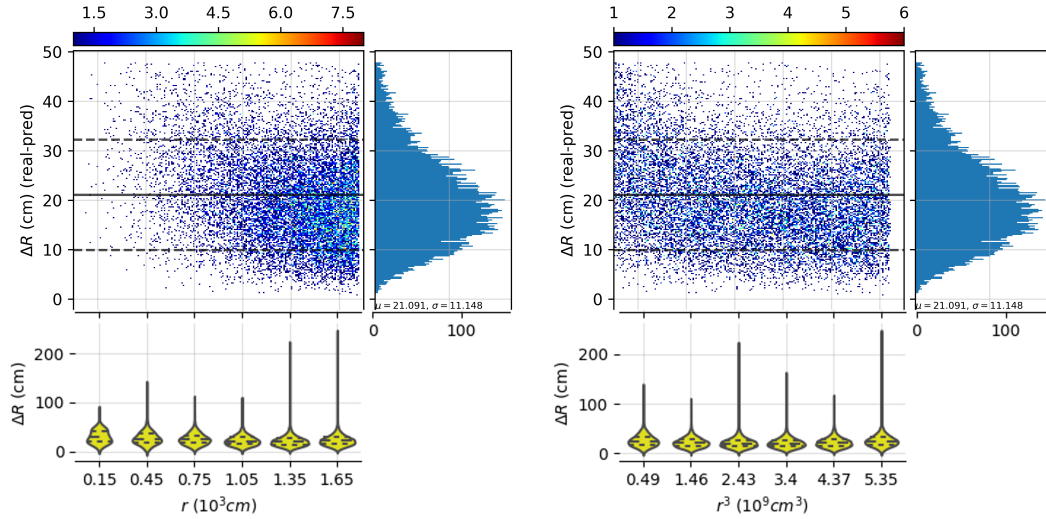 1.5 3.0 4.5 6.0 7.5
50
40
30
20
10
0
ΔR (cm) (real-pred)
μ = 21.091, σ = 11.148
0 100
200
100
0
ΔR (cm)
0.15 0.45 0.75 1.05 1.35 1.65
r (10³cm)
1 2 3 4 5 6
50
40
30
20
10
0
ΔR (cm) (real-pred)
μ = 21.091, σ = 11.148
0 100
200
100
0
ΔR (cm)
0.49 1.46 2.43 3.4 4.37 5.35
r³ (10⁹cm³)